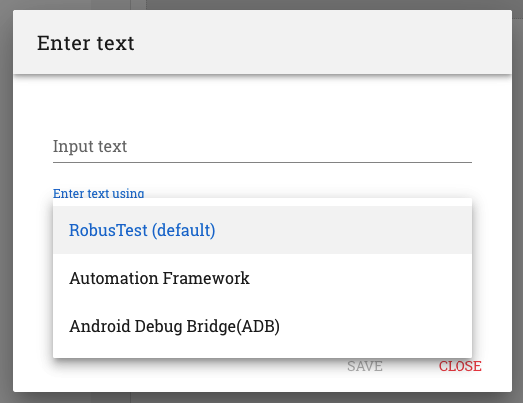 Enter text
Input text
Enter text using
RobusTest (default)
Automation Framework
Android Debug Bridge(ADB)
SAVE CLOSE